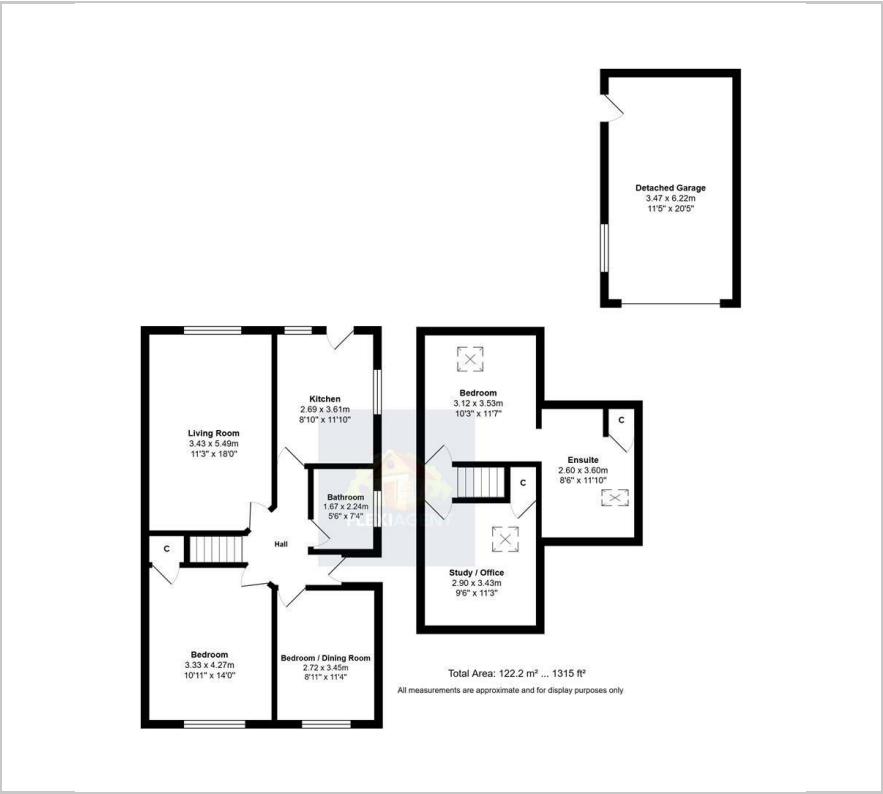 Detached Garage
3.47 x 6.22m
11'5" x 20'5"
Kitchen
2.69 x 3.61m
8'10" x 11'10"
Living Room
3.43 x 5.49m
11'3" x 18'0"
Bathroom
1.67 x 2.24m
5'6" x 7'4"
Hall
C
Bedroom
3.33 x 4.27m
10'11" x 14'0"
Bedroom / Dining Room
2.72 x 3.45m
8'11" x 11'4"
Bedroom
3.12 x 3.53m
10'3" x 11'7"
C
Ensuite
2.60 x 3.60m
8'6" x 11'10"
C
Study / Office
2.90 x 3.43m
9'6" x 11'3"
FLEXIAGENT
Total Area: 122.2 m² ... 1315 ft²
All measurements are approximate and for display purposes only